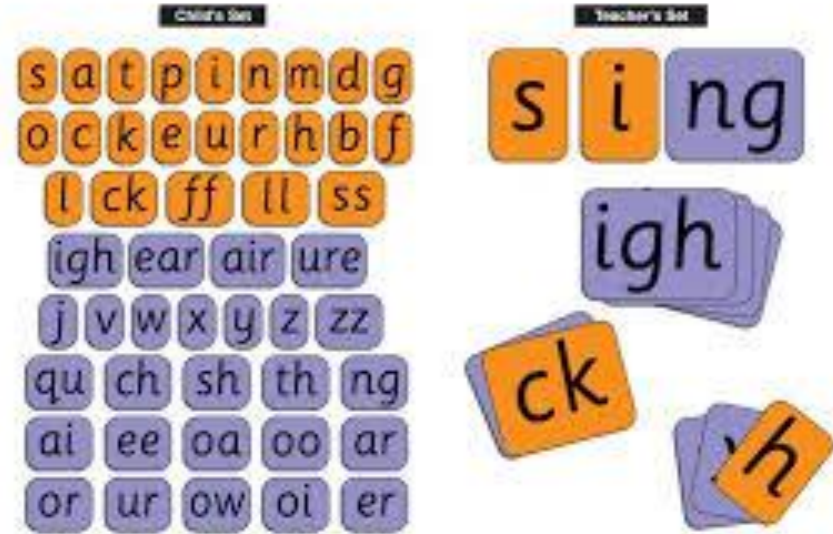 Child's Set
s a t p i n m d g
o c k e u r h b f
l ck ff ll ss
igh ear air ure
j v w x y z zz
qu ch sh th ng
ai ee oa oo ar
or ur ow oi er
Teacher's Set
s i ng
igh
ck
h